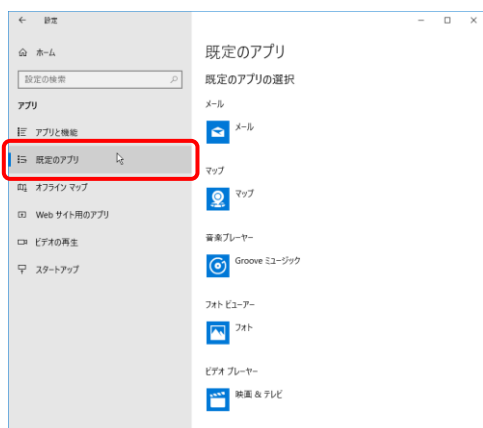 設定
ホーム
設定の検索
アプリ
アプリと機能
既定のアプリ
オフライン マップ
Web サイト用のアプリ
ビデオの再生
スタートアップ
既定のアプリ
既定のアプリの選択
メール
メール
マップ
マップ
音楽プレーヤー
Groove ミュージック
フォト ビューアー
フォト
ビデオ プレーヤー
映画 & テレビ